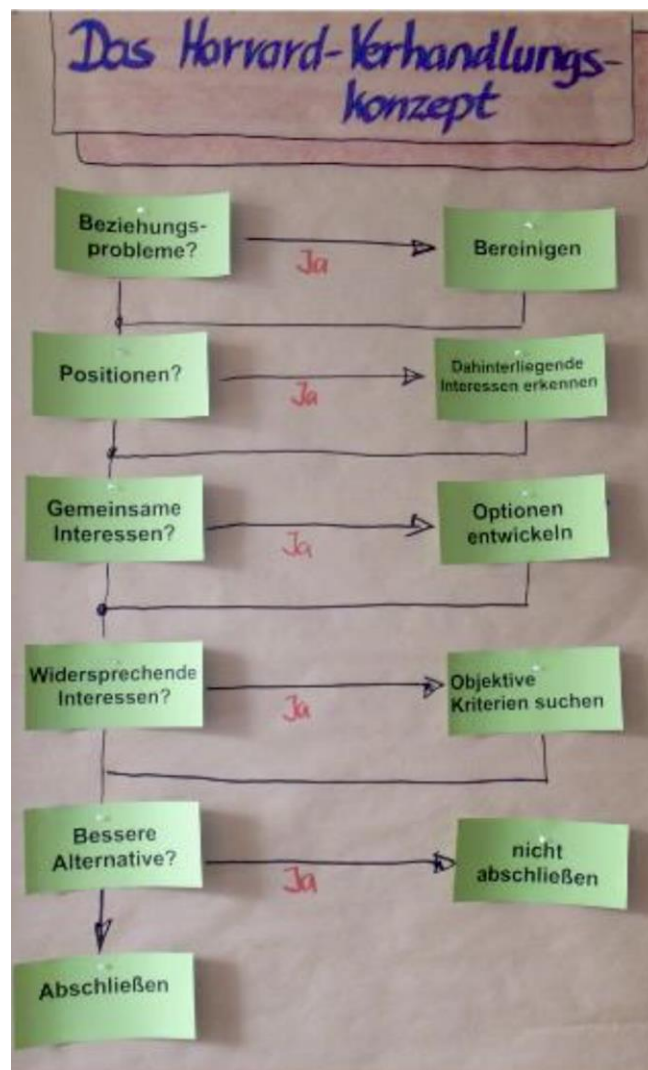 Das Harvard-Verhandlungs-
konzept
Beziehungs-
probleme?
Ja
Bereinigen
Positionen?
Ja
Dahinterliegende
Interessen erkennen
Gemeinsame
Interessen?
Ja
Optionen
entwickeln
Widersprechende
Interessen?
Ja
Objektive
Kriterien suchen
Bessere
Alternative?
Ja
nicht
abschließen
Abschließen